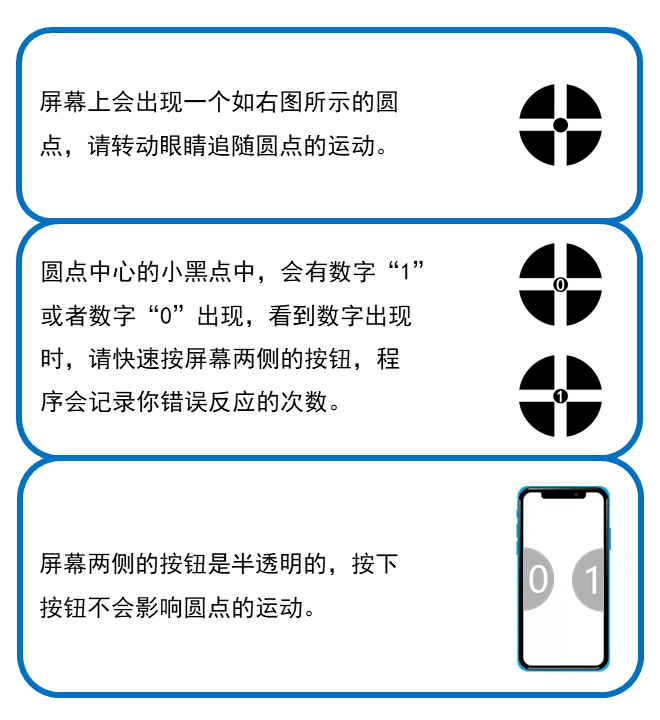 屏幕上会出现一个如右图所示的圆
点，请转动眼睛追随圆点的运动。
圆点中心的小黑点中，会有数字“1”
或者数字“0”出现，看到数字出现
时，请快速按屏幕两侧的按钮，程
序会记录你错误反应的次数。
0
1
屏幕两侧的按钮是半透明的，按下
按钮不会影响圆点的运动。
0 1